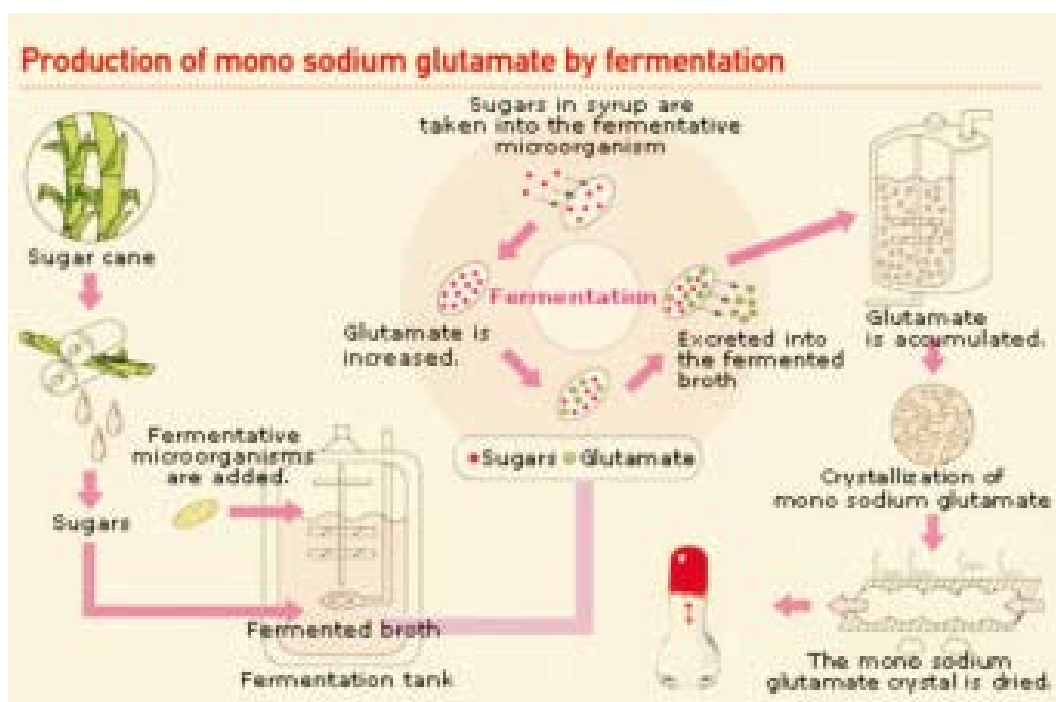 Production of mono sodium glutamate by fermentation
Sugar cane
Sugars
Fermentative
microorganisms
are added.
Fermented broth
Fermentation tank
Sugars in syrup are
taken into the fermentative
microorganism
Fermentation
Glutamate is
increased.
Excreted into
the fermented
broth
Sugars Glutamate
Glutamate
is accumulated.
Crystallization of
mono sodium glutamate
The mono sodium
glutamate crystal is dried.